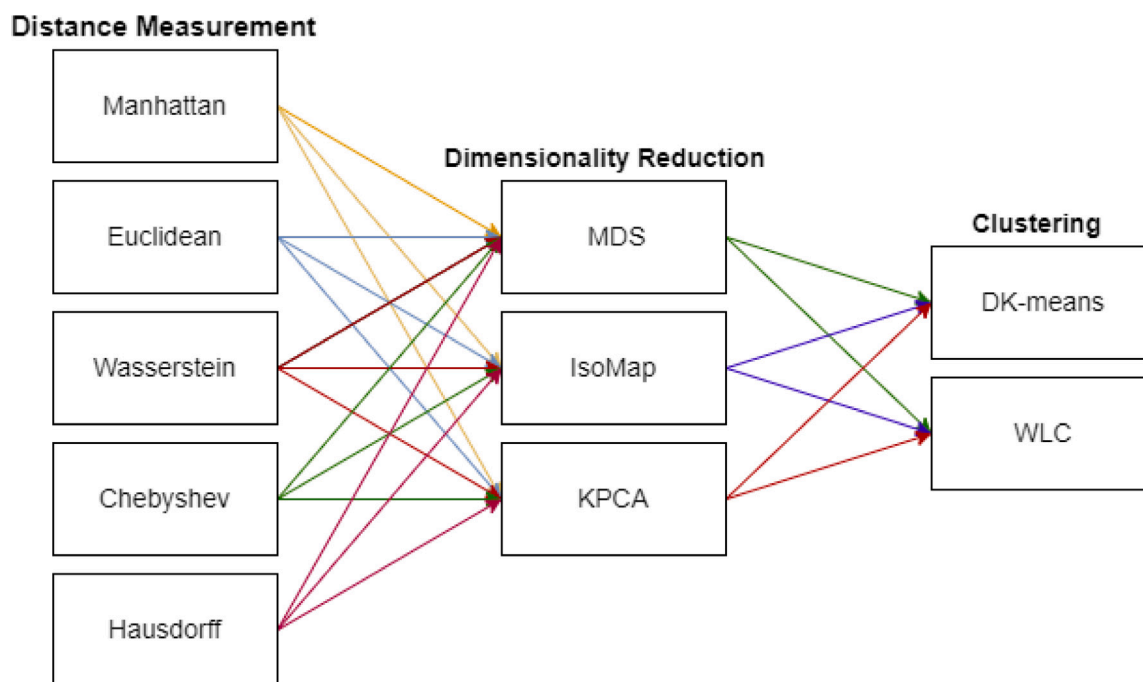 Distance Measurement
Manhattan
Euclidean
Wasserstein
Chebyshev
Hausdorff
Dimensionality Reduction
MDS
IsoMap
KPCA
Clustering
DK-means
WLC